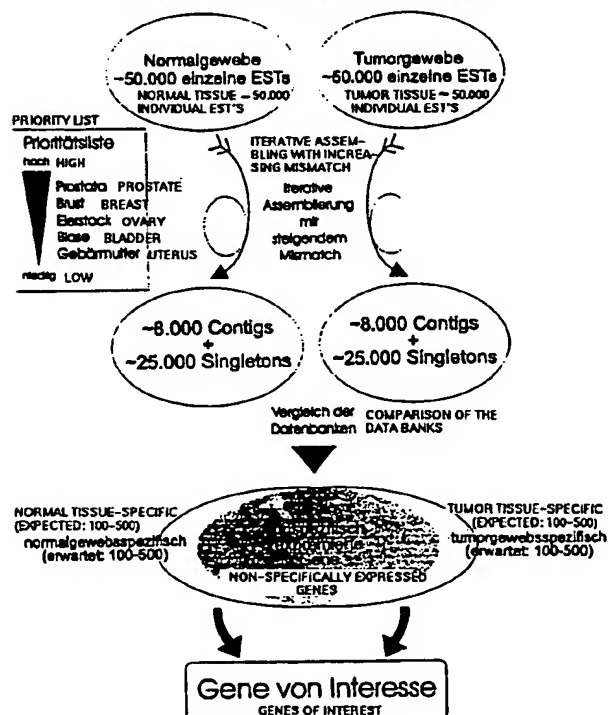 Normalgewebe
~50.000 einzelne ESTs
NORMAL TISSUE ~ 50.000
INDIVIDUAL EST'S
Tumorgewebe
~50.000 einzelne ESTs
TUMOR TISSUE ~ 50.000
INDIVIDUAL EST'S
PRIORITY LIST
Prioritätsliste
hoch HIGH
Prostata PROSTATE
Brust BREAST
Eierstock OVARY
Blase BLADDER
Gebärmutter UTERUS
niedrig LOW
ITERATIVE ASSEM-
BLING WITH INCREA-
SING MISMATCH
Iterative
Assemblierung
mit
steigendem
Mismatch
~8.000 Contigs
+
~25.000 Singletons
~8.000 Contigs
+
~25.000 Singletons
Vergleich der COMPARISON OF THE
Datenbanken DATA BANKS
NORMAL TISSUE-SPECIFIC
(EXPECTED: 100-500)
normalgewebsspezifisch
(erwartet: 100-500)
NON-SPECIFICALLY EXPRESSED
GENES
TUMOR TISSUE-SPECIFIC
(EXPECTED: 100-500)
tumorgewebsspezifisch
(erwartet: 100-500)
Gene von Interesse
GENES OF INTEREST